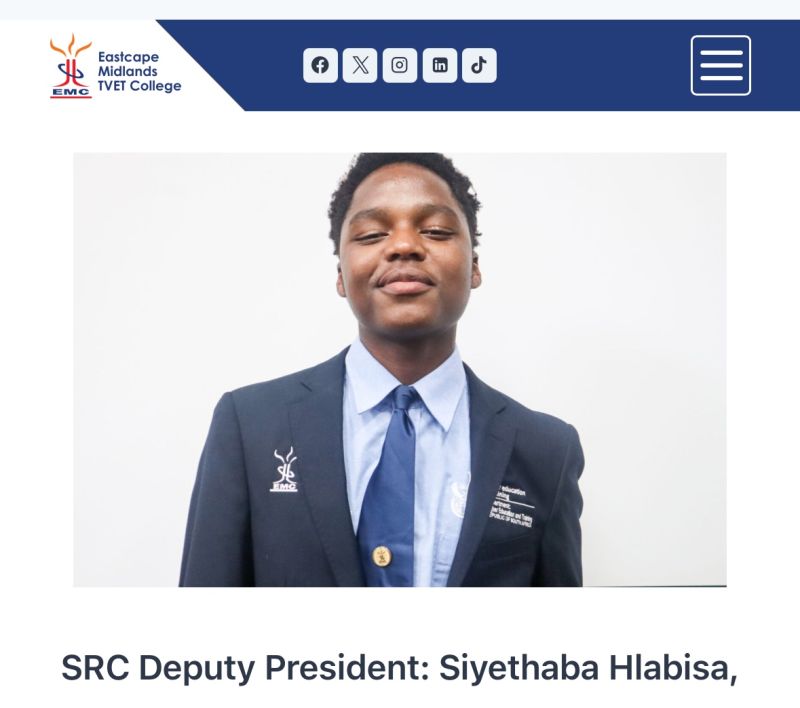 Eastcape
Midlands
TVET College
EMC
EMC
SRC Deputy President: Siyethaba Hlabisa,